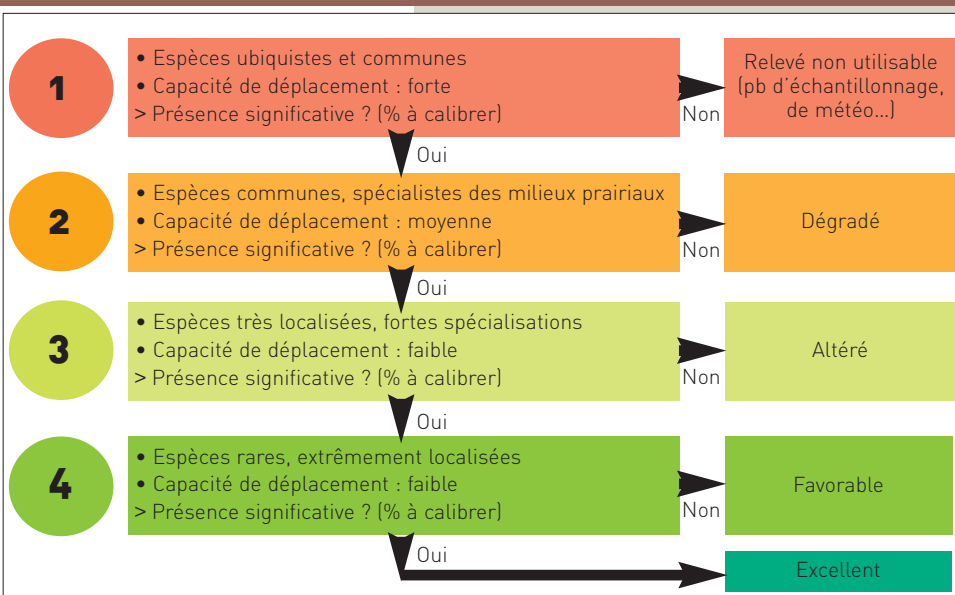 1
• Espèces ubiquistes et communes
• Capacité de déplacement : forte
> Présence significative ? (% à calibrer)
Non
Relevé non utilisable
(pb d'échantillonnage,
de météo...)
Oui
2
• Espèces communes, spécialistes des milieux prairiaux
• Capacité de déplacement : moyenne
> Présence significative ? (% à calibrer)
Non
Dégradé
Oui
3
• Espèces très localisées, fortes spécialisations
• Capacité de déplacement : faible
> Présence significative ? (% à calibrer)
Non
Altéré
Oui
4
• Espèces rares, extrêmement localisées
• Capacité de déplacement : faible
> Présence significative ? (% à calibrer)
Non
Favorable
Oui
Excellent